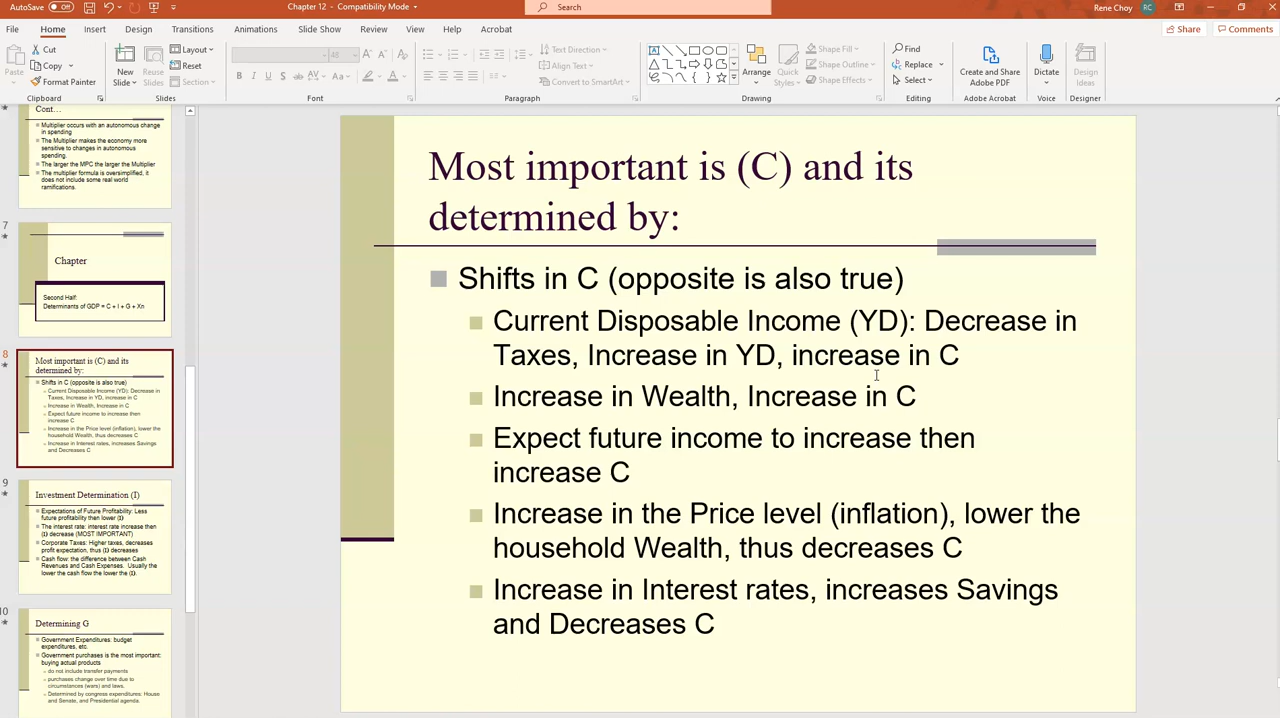 AutoSave Off
Chapter 12 - Compatibility Mode
Search
Rene Choy RC
File Home Insert Design Transitions Animations Slide Show Review View Help Acrobat
Share Comments
Paste
Cut
Copy
Format Painter
New Slide
Reuse Slides
Layout
Reset
Section
48
Text Direction
Align Text
Convert to SmartArt
Arrange
Quick Styles
Shape Fill
Shape Outline
Shape Effects
Find
Replace
Select
Create and Share Adobe PDF
Dictate
Design Ideas
Clipboard Slides Font Paragraph Drawing Editing Adobe Acrobat Voice Designer
Cont...
Multiplier occurs with an autonomous change
in spending
The Multiplier makes the economy more
sensitive to changes in autonomous
spending.
The larger the MPC the larger the Multiplier
The multiplier formula is oversimplified, it
does not include some real world
ramifications.
7
Chapter
Second Half:
Determinants of GDP = C + I + G + Xn
8
Most important is (C) and its
determined by:
Shifts in C (opposite is also true)
Current Disposable Income (YD): Decrease in
Taxes, Increase in YD, increase in C
Increase in Wealth, Increase in C
Expect future income to increase then
increase C
Increase in the Price level (inflation), lower the
household Wealth, thus decreases C
Increase in Interest rates, increases Savings
and Decreases C
9
Investment Determination (I)
Expectations of Future Profitability: Less
future profitability then lower (I)
The interest rate: interest rate increase then
(I) decrease (MOST IMPORTANT)
Corporate Taxes: Higher taxes, decreases
profit expectation, thus (I) decreases
Cash flow: the difference between Cash
Revenues and Cash Expenses. Usually the
lower the cash flow the lower the (I).
10
Determining G
Government Expenditures: budget
expenditures, etc.
Government purchases is the most important:
buying actual products
do not include transfer payments
purchases change over time due to
circumstances (wars) and laws.
Determined by congress expenditures: House
and Senate, and Presidential agenda.
Most important is (C) and its
determined by:
Shifts in C (opposite is also true)
Current Disposable Income (YD): Decrease in
Taxes, Increase in YD, increase in C
Increase in Wealth, Increase in C
Expect future income to increase then
increase C
Increase in the Price level (inflation), lower the
household Wealth, thus decreases C
Increase in Interest rates, increases Savings
and Decreases C